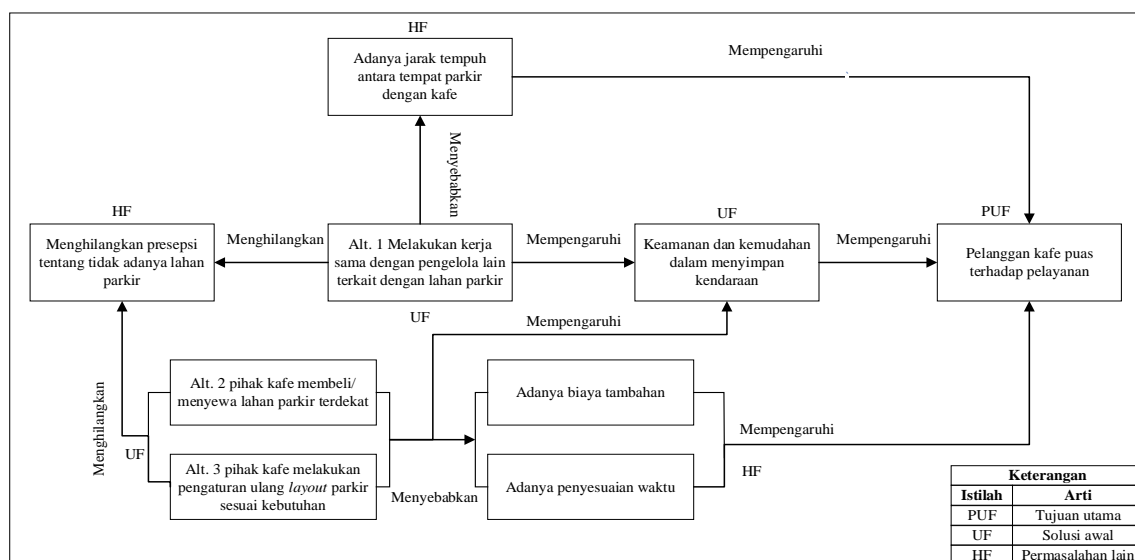 HF
Adanya jarak tempuh
antara tempat parkir
dengan kafe
Mempengaruhi
Menyebabkan
HF
Menghilangkan presepsi
tentang tidak adanya lahan
parkir
Menghilangkan
Alt. 1 Melakukan kerja
sama dengan pengelola lain
terkait dengan lahan parkir
UF
Mempengaruhi
UF
Keamanan dan kemudahan
dalam menyimpan
kendaraan
Mempengaruhi
PUF
Pelanggan kafe puas
terhadap pelayanan
Mempengaruhi
Menghilangkan
UF
Alt. 2 pihak kafe membeli/
menyewa lahan parkir terdekat
Alt. 3 pihak kafe melakukan
pengaturan ulang layout parkir
sesuai kebutuhan
Menyebabkan
Adanya biaya tambahan
Adanya penyesuaian waktu
Mempengaruhi
HF
Keterangan
Istilah Arti
PUF Tujuan utama
UF Solusi awal
HF Permasalahan lain